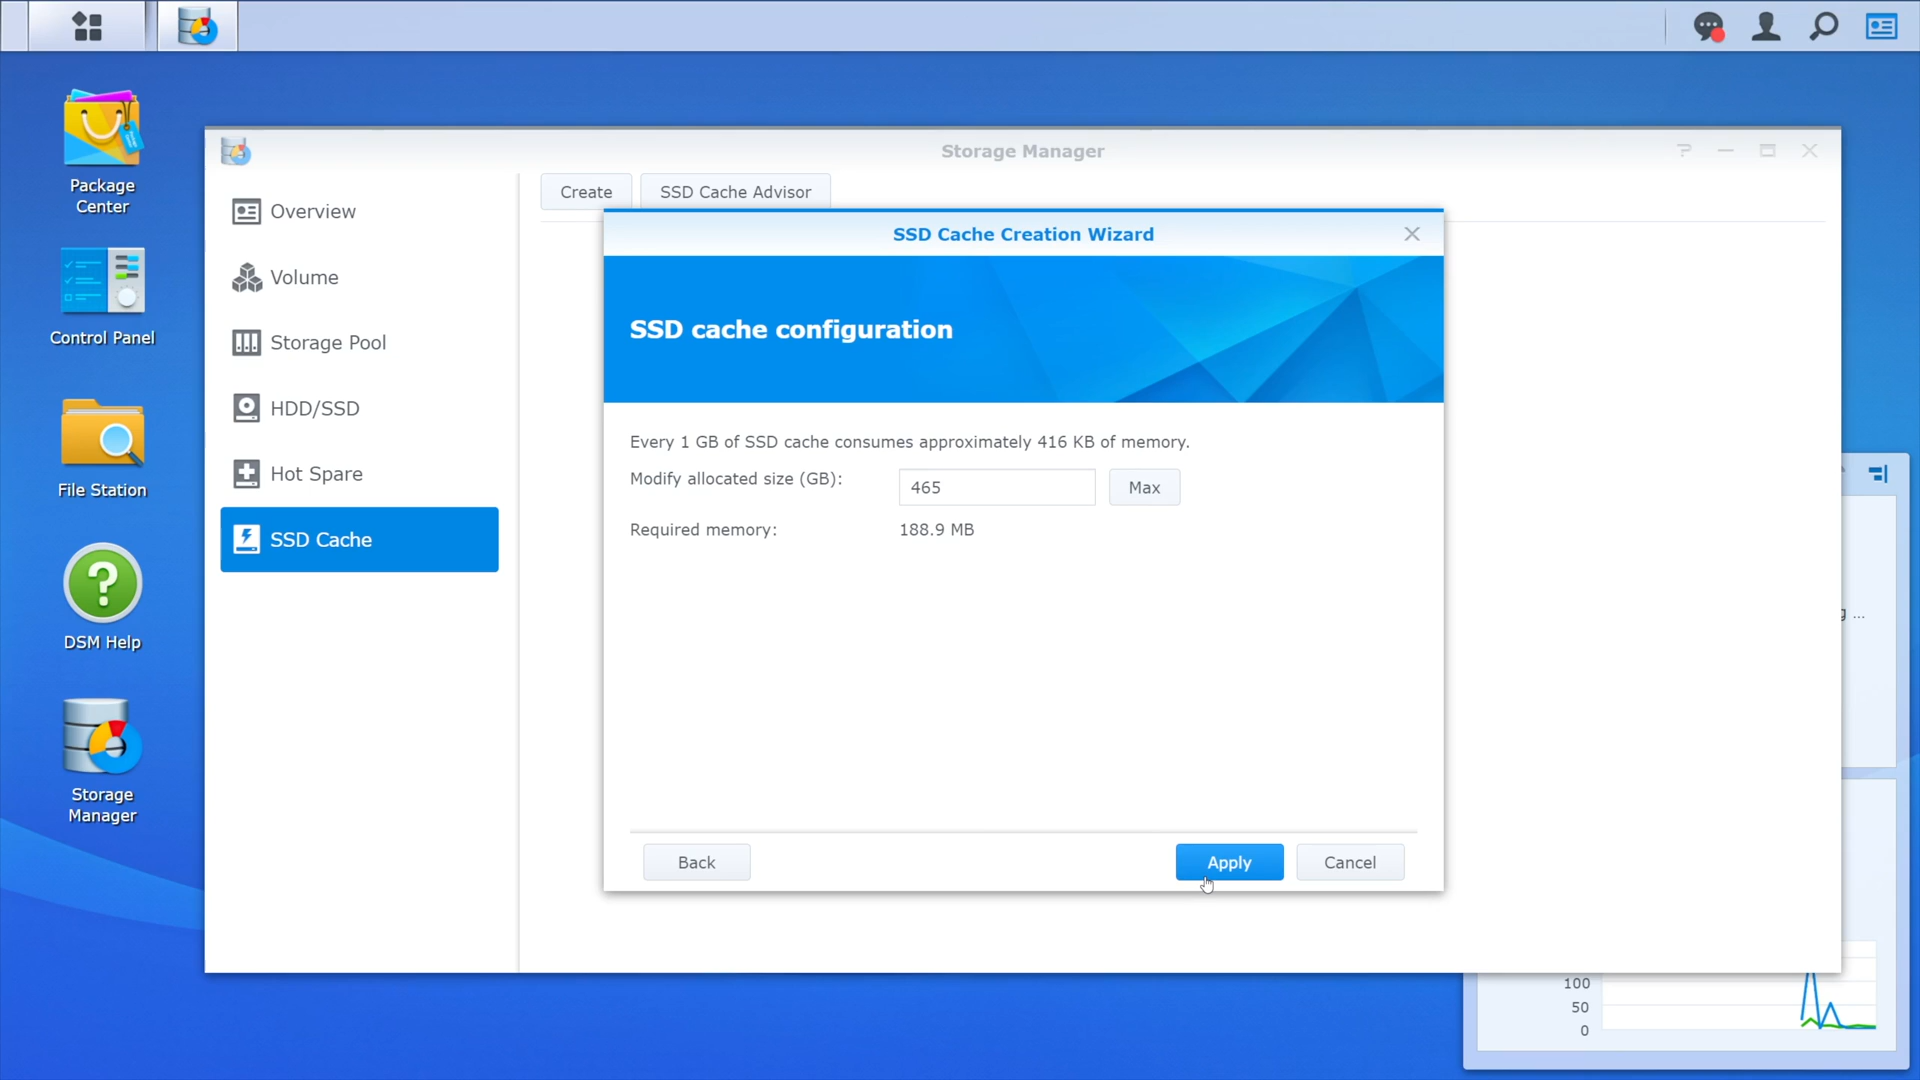 Package
Center
Control Panel
File Station
DSM Help
Storage
Manager
Storage Manager
Overview
Volume
Storage Pool
HDD/SSD
Hot Spare
SSD Cache
Create
SSD Cache Advisor
SSD Cache Creation Wizard
SSD cache configuration
Every 1 GB of SSD cache consumes approximately 416 KB of memory.
Modify allocated size (GB):
465
Max
Required memory:
188.9 MB
Back
Apply
Cancel
...
100
50
0